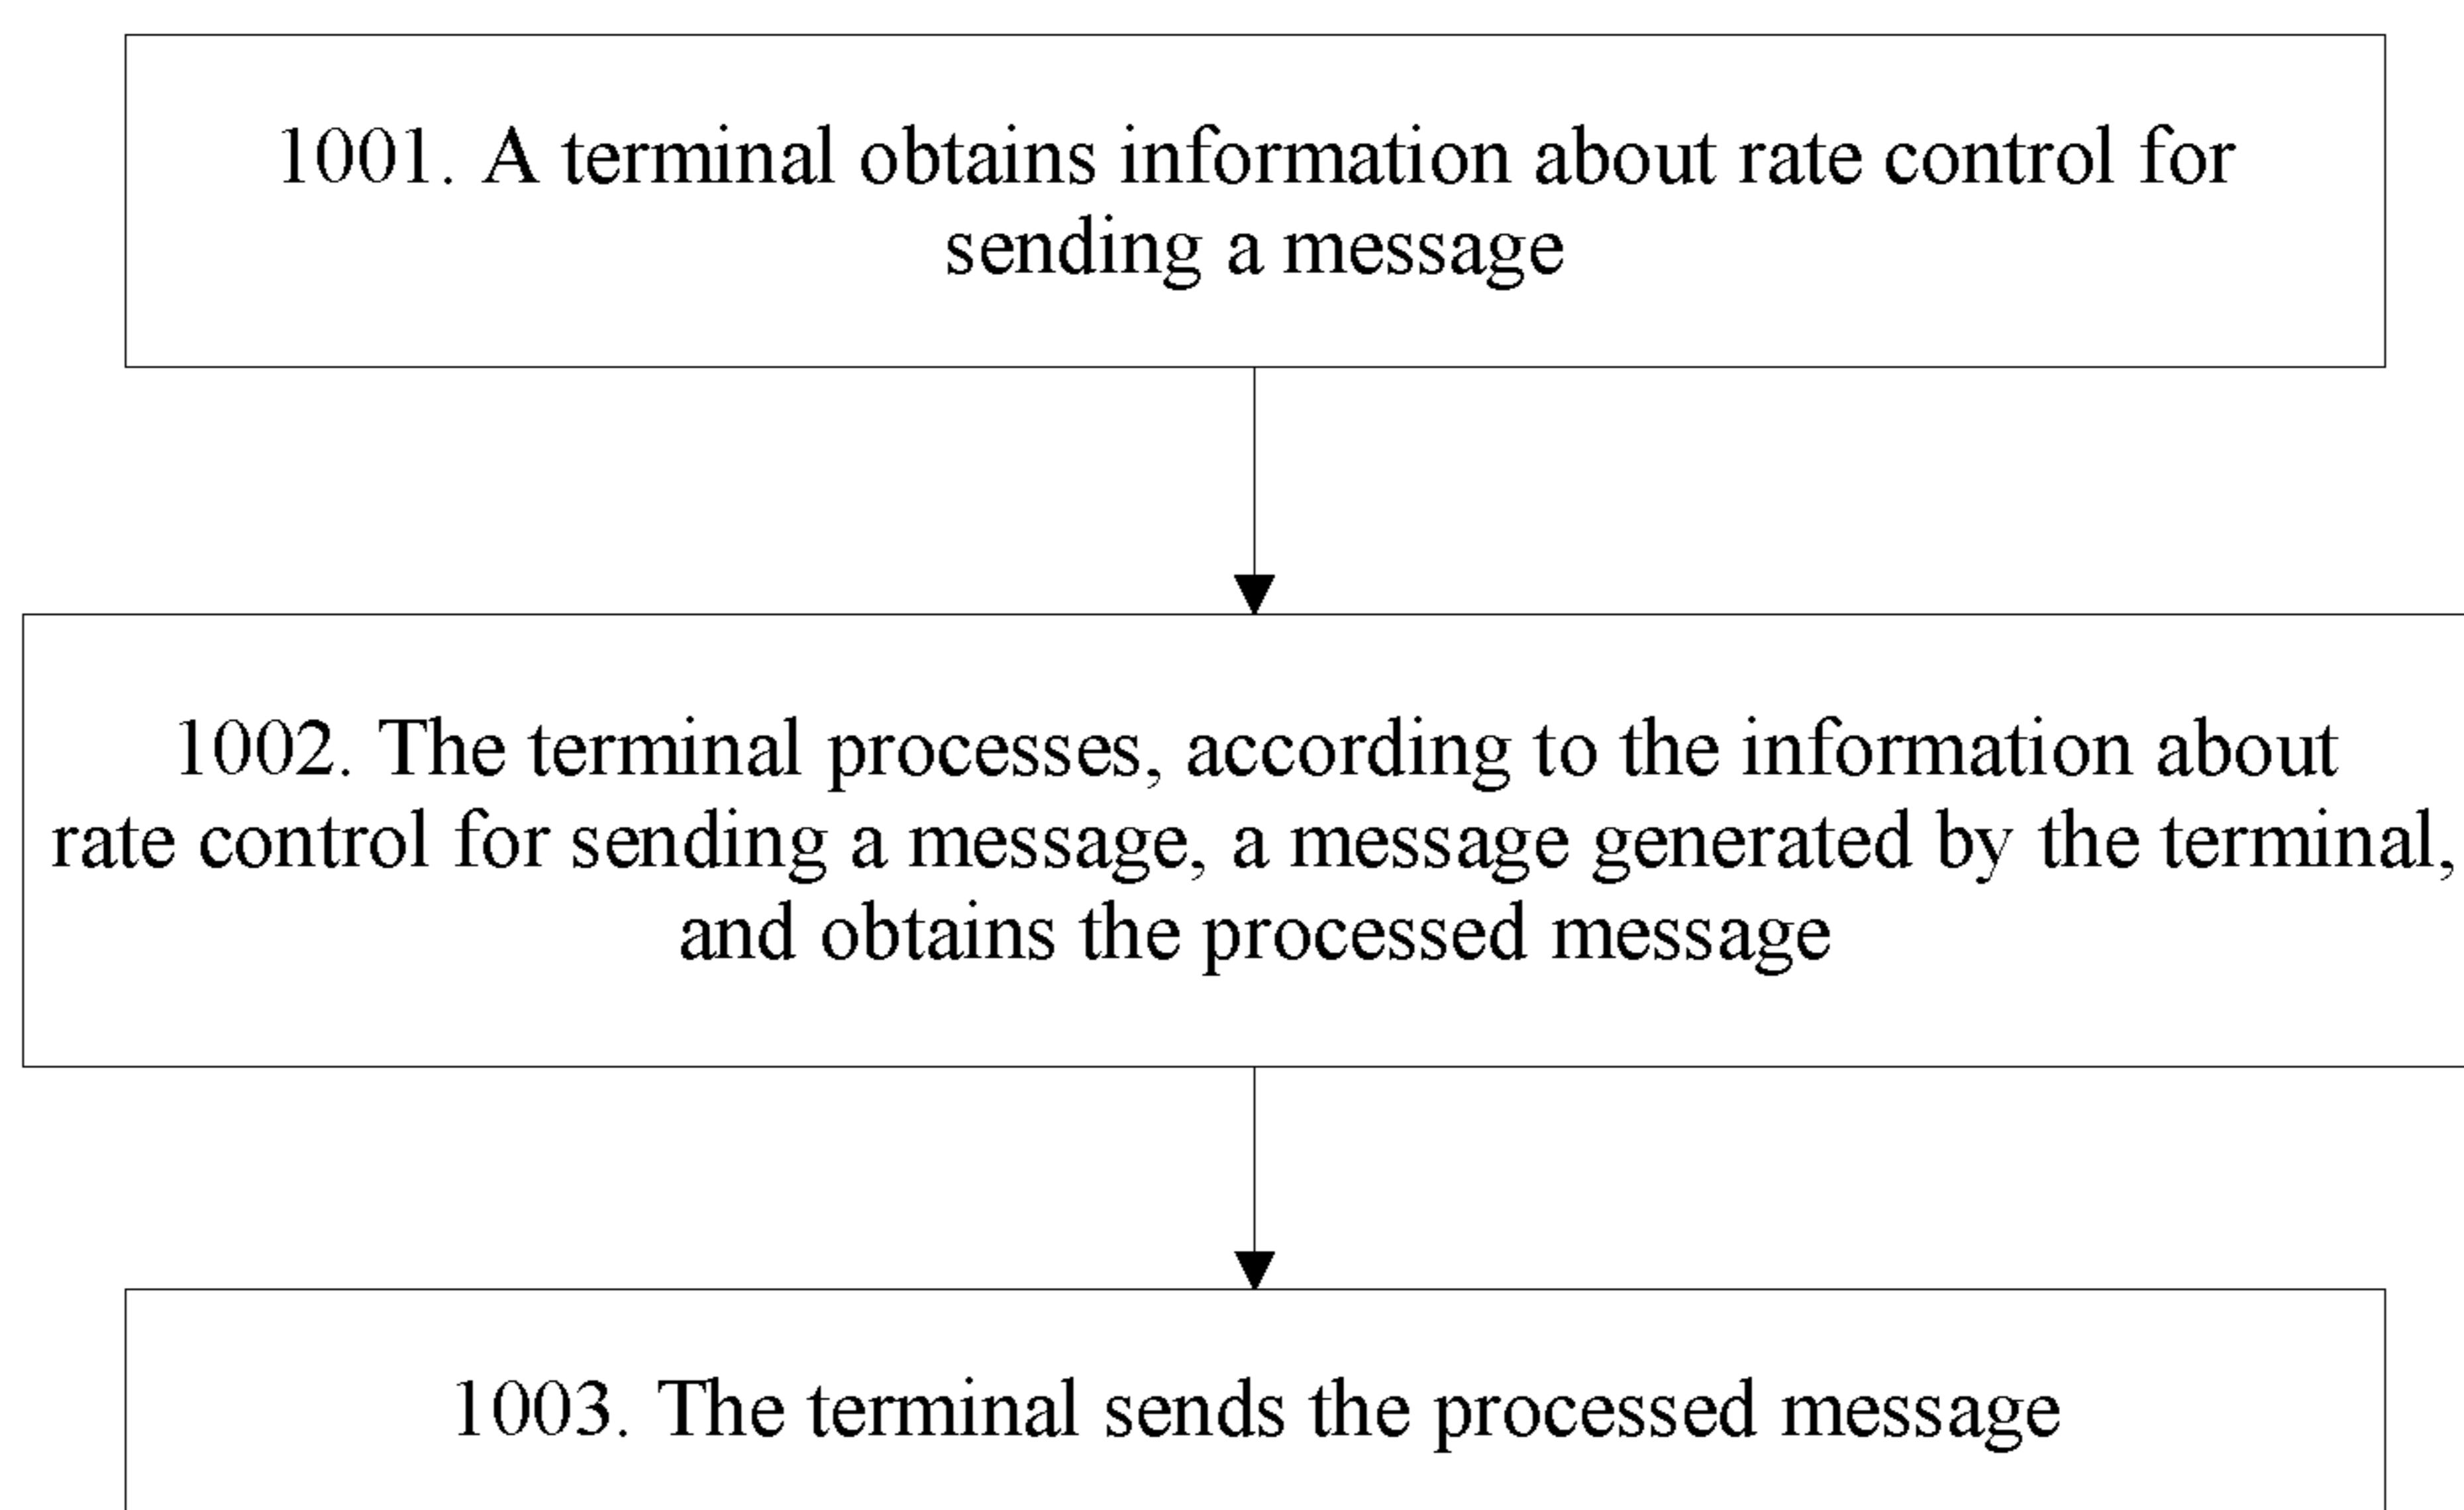 1001. A terminal obtains information about rate control for
sending a message
1002. The terminal processes, according to the information about
rate control for sending a message, a message generated by the terminal,
and obtains the processed message
1003. The terminal sends the processed message